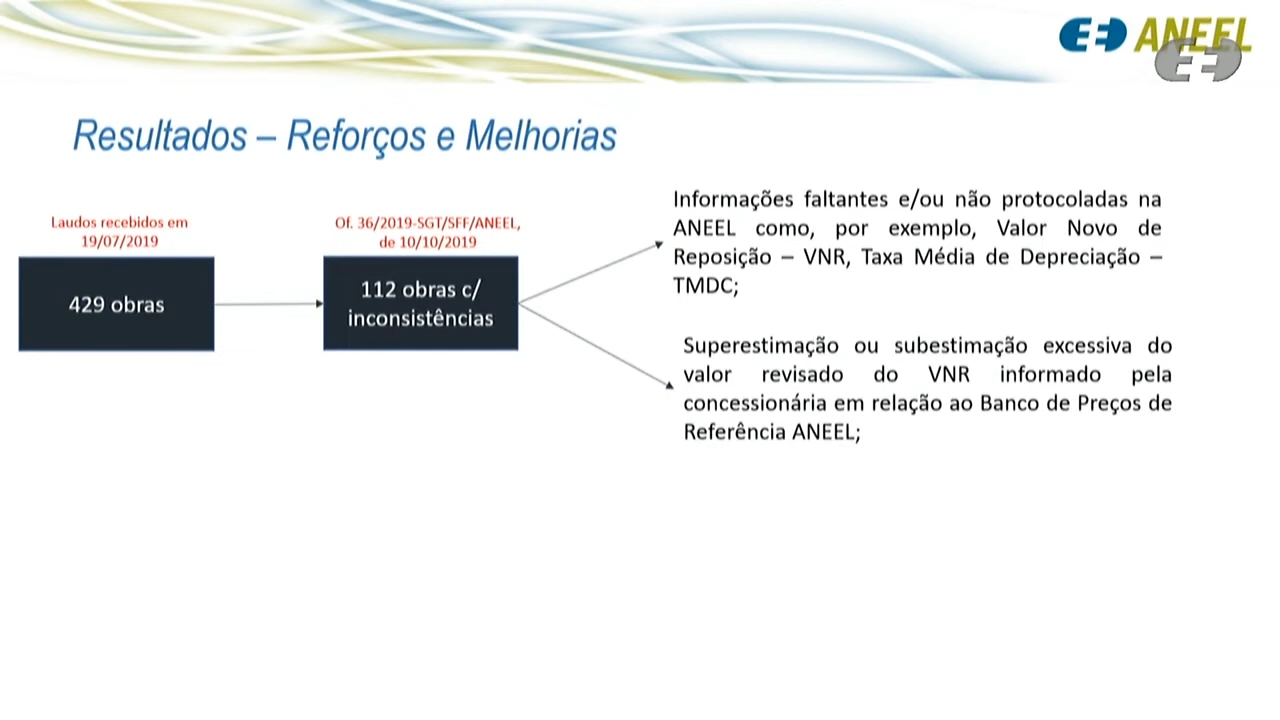 ANEEL
Resultados – Reforços e Melhorias
Laudos recebidos em
19/07/2019
429 obras
Of. 36/2019-SGT/SFF/ANEEL,
de 10/10/2019
112 obras c/
inconsistências
Informações faltantes e/ou não protocoladas na
ANEEL como, por exemplo, Valor Novo de
Reposição – VNR, Taxa Média de Depreciação –
TMDC;
Superestimação ou subestimação excessiva do
valor revisado do VNR informado pela
concessionária em relação ao Banco de Preços de
Referência ANEEL;